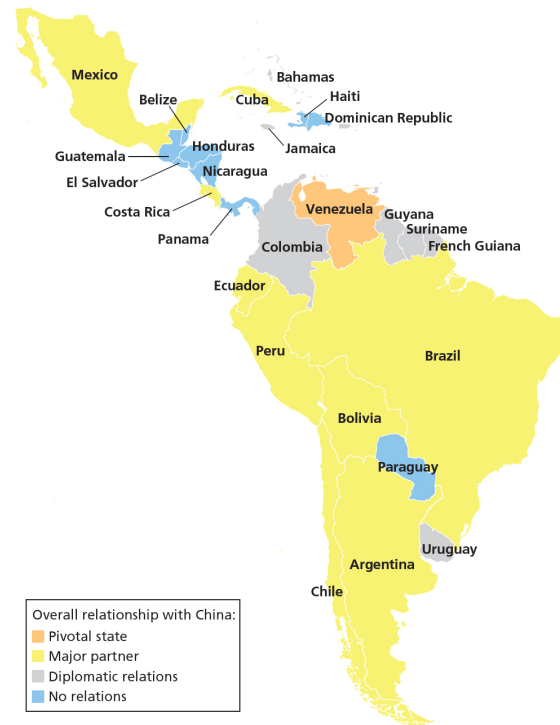 Mexico
Bahamas
Belize
Cuba
Haiti
Dominican Republic
Honduras
Jamaica
Guatemala
Nicaragua
El Salvador
Costa Rica
Venezuela
Guyana
Suriname
Panama
Colombia
French Guiana
Ecuador
Peru
Brazil
Bolivia
Paraguay
Uruguay
Argentina
Chile
Overall relationship with China:
Pivotal state
Major partner
Diplomatic relations
No relations